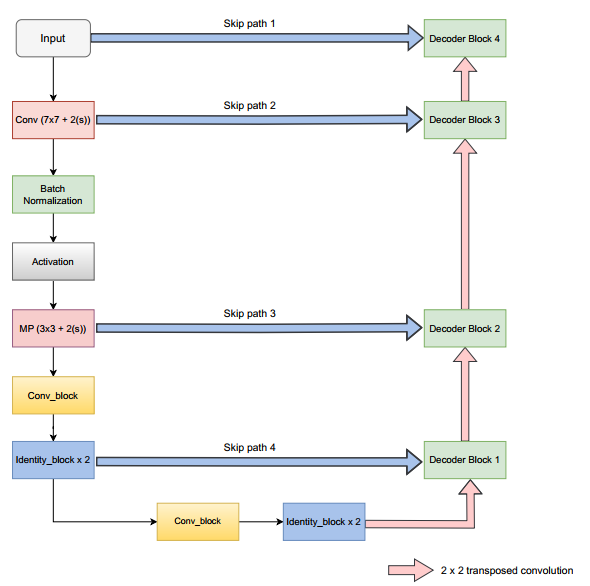 Skip path 1
Input
Decoder Block 4
Skip path 2
Conv (7x7 + 2(s))
Decoder Block 3
Batch
Normalization
Activation
Skip path 3
MP (3x3 + 2(s))
Decoder Block 2
Conv_block
Skip path 4
Identity_block x 2
Decoder Block 1
Conv_block
Identity_block x 2
2 x 2 transposed convolution